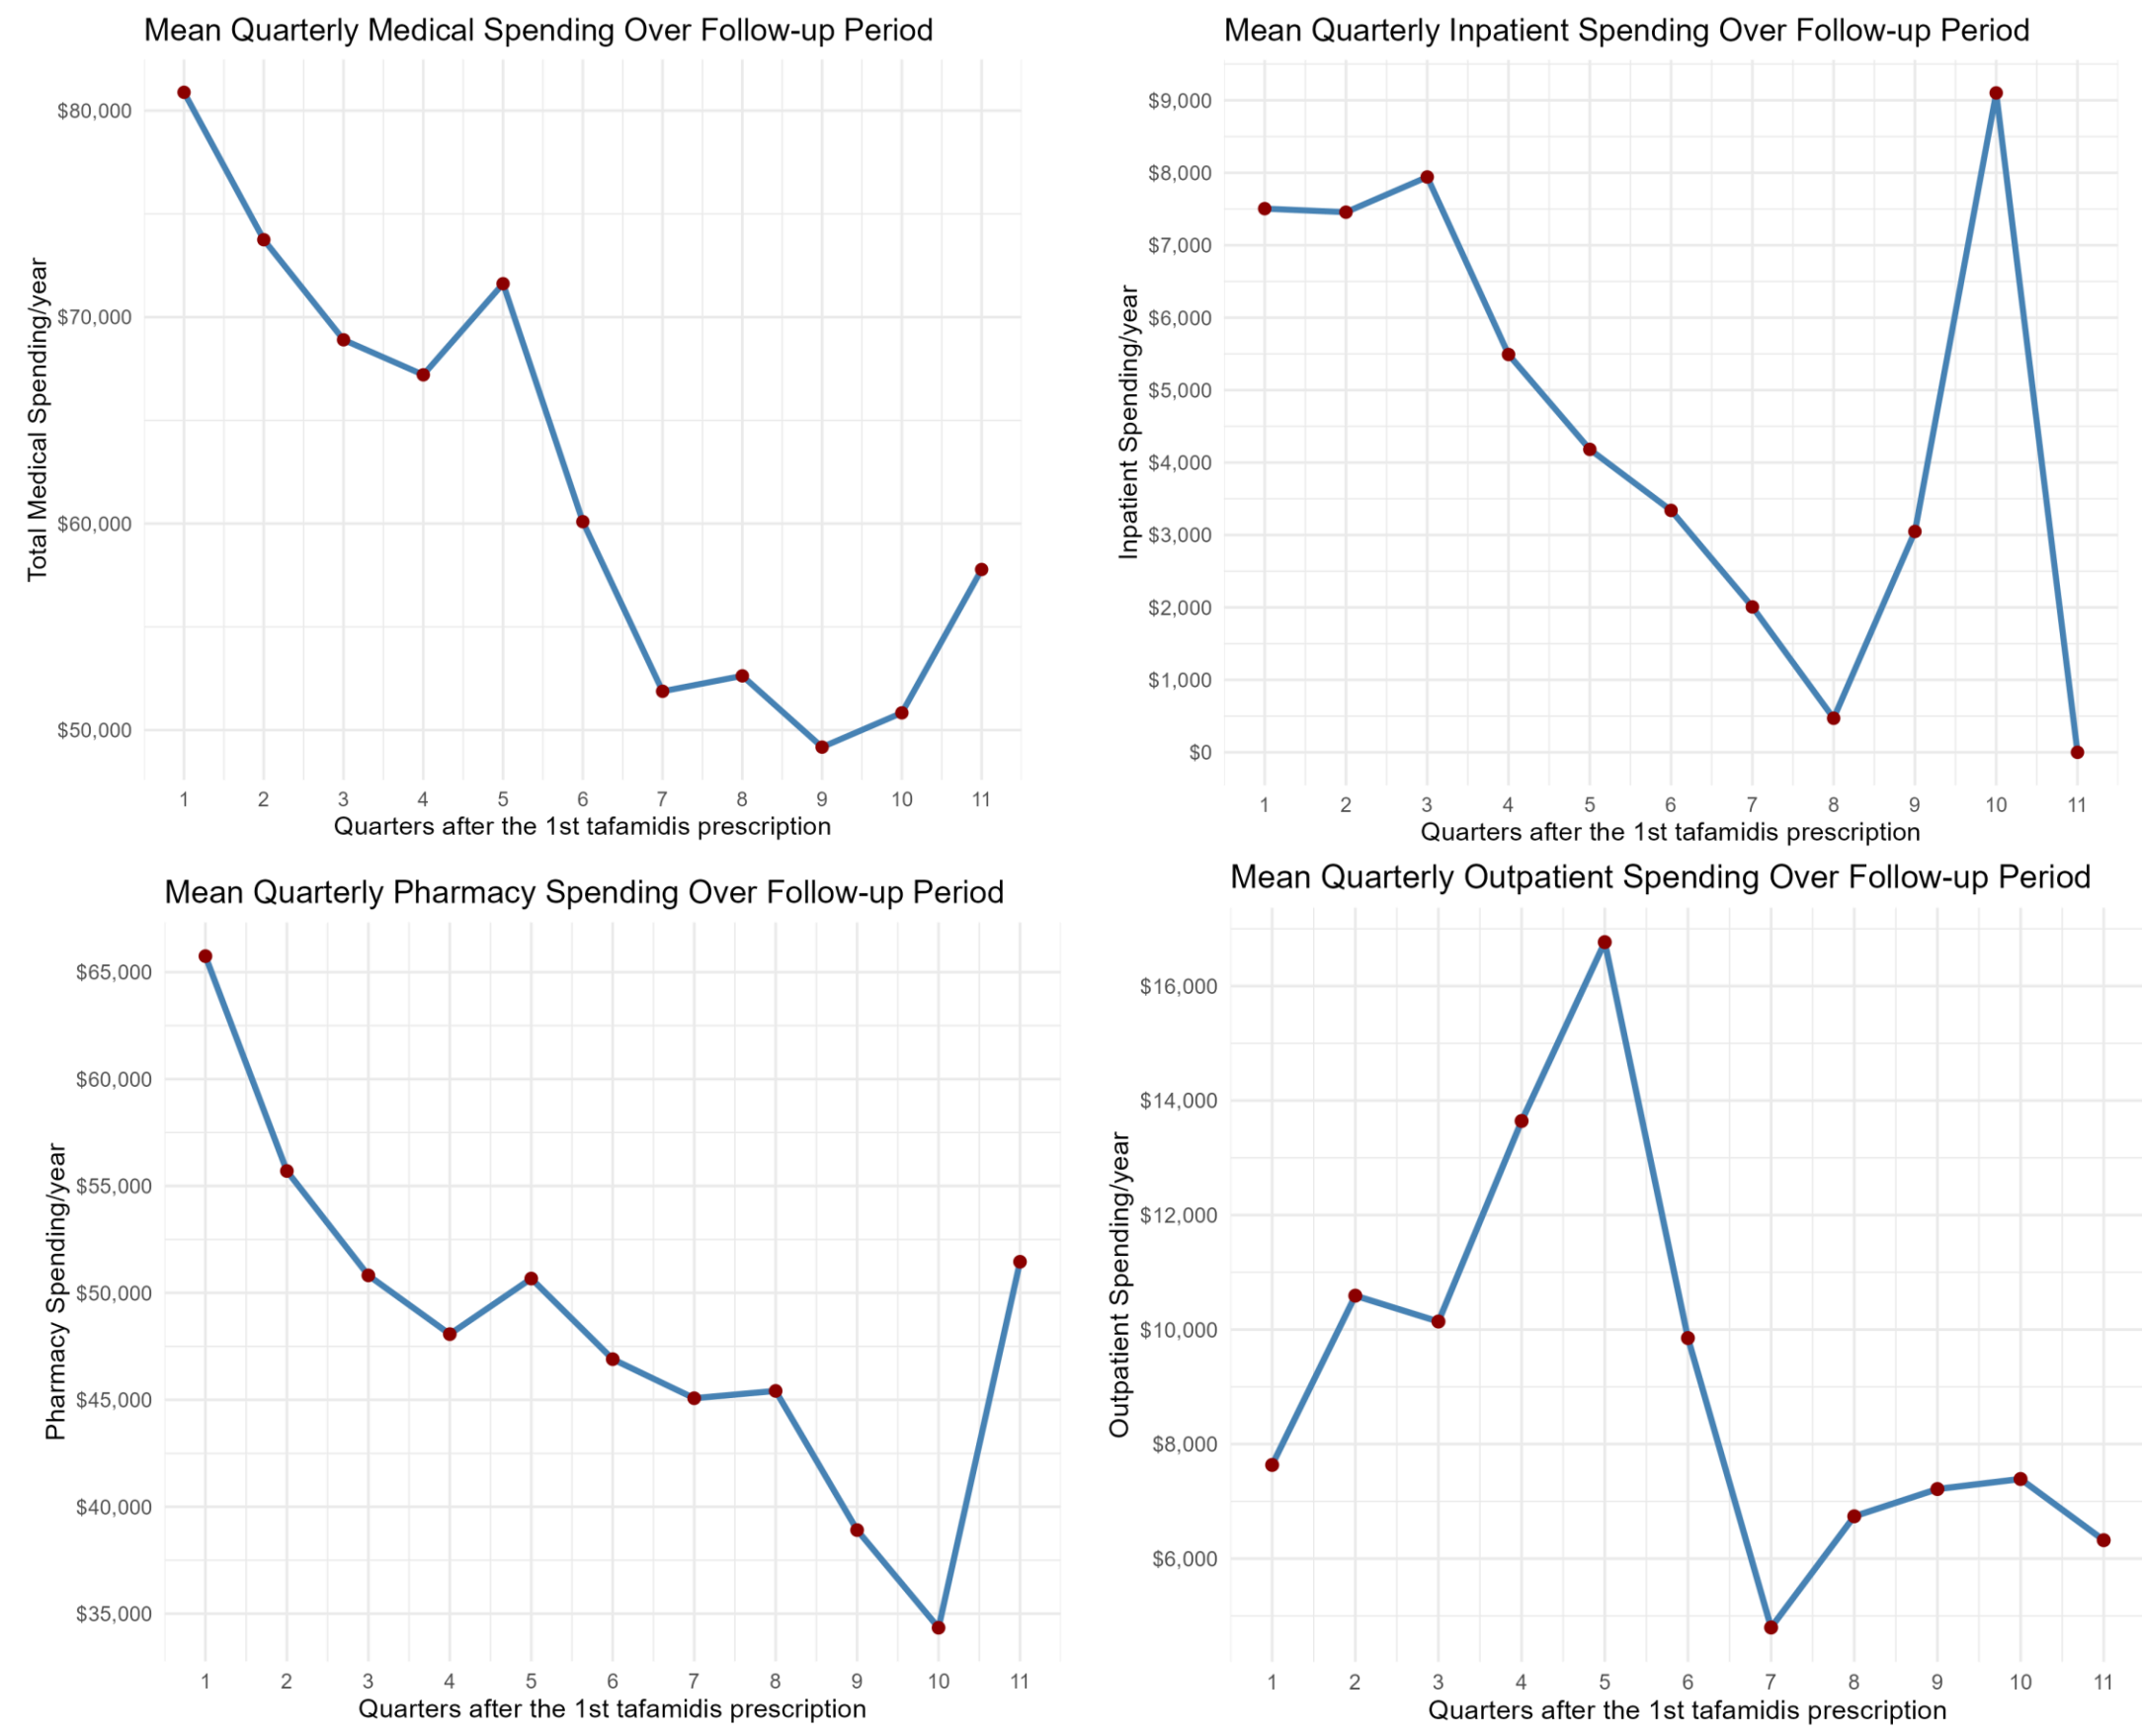 Mean Quarterly Medical Spending Over Follow-up Period
Total Medical Spending/year
$80,000
$70,000
$60,000
$50,000
1 2 3 4 5 6 7 8 9 10 11
Quarters after the 1st tafamidis prescription
Mean Quarterly Inpatient Spending Over Follow-up Period
Inpatient Spending/year
$9,000
$8,000
$7,000
$6,000
$5,000
$4,000
$3,000
$2,000
$1,000
$0
1 2 3 4 5 6 7 8 9 10 11
Quarters after the 1st tafamidis prescription
Mean Quarterly Pharmacy Spending Over Follow-up Period
Pharmacy Spending/year
$65,000
$60,000
$55,000
$50,000
$45,000
$40,000
$35,000
1 2 3 4 5 6 7 8 9 10 11
Quarters after the 1st tafamidis prescription
Mean Quarterly Outpatient Spending Over Follow-up Period
Outpatient Spending/year
$16,000
$14,000
$12,000
$10,000
$8,000
$6,000
1 2 3 4 5 6 7 8 9 10 11
Quarters after the 1st tafamidis prescription